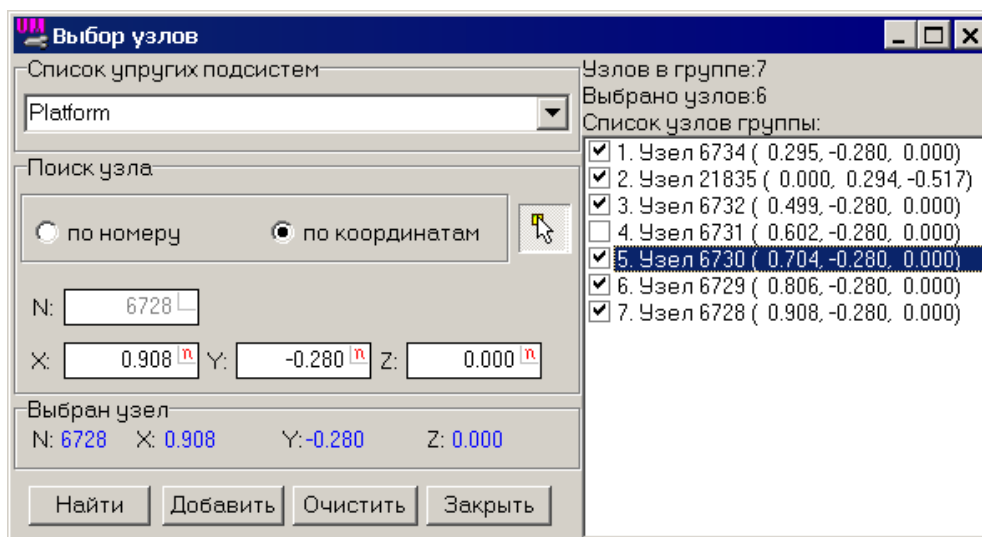 UM Выбор узлов
Список упругих подсистем
Platform
Поиск узла
по номеру по координатам
N: 6728
X: 0.908 n Y: -0.280 n Z: 0.000 n
Выбран узел
N: 6728 X: 0.908 Y:-0.280 Z: 0.000
Найти Добавить Очистить Закрыть
Узлов в группе:7
Выбрано узлов:6
Список узлов группы:
1. Узел 6734 ( 0.295, -0.280, 0.000)
2. Узел 21835 ( 0.000, 0.294, -0.517)
3. Узел 6732 ( 0.499, -0.280, 0.000)
4. Узел 6731 ( 0.602, -0.280, 0.000)
5. Узел 6730 ( 0.704, -0.280, 0.000)
6. Узел 6729 ( 0.806, -0.280, 0.000)
7. Узел 6728 ( 0.908, -0.280, 0.000)